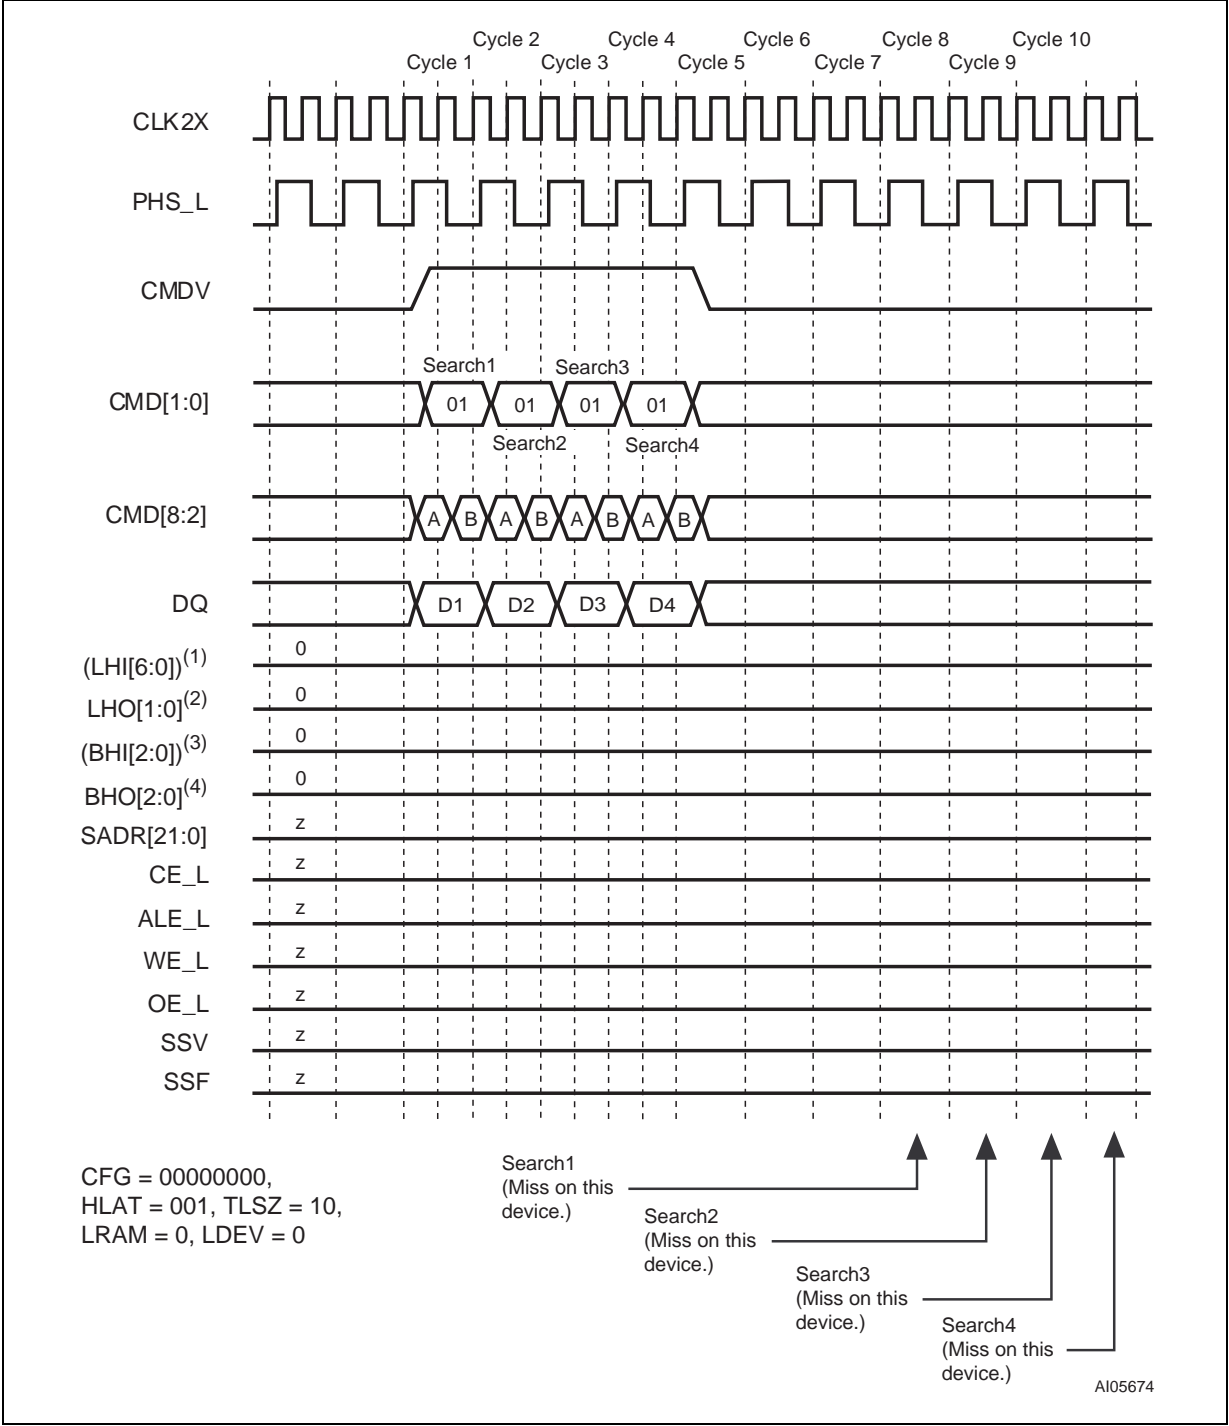 Cycle 2 Cycle 4 Cycle 6 Cycle 8 Cycle 10
Cycle 1 Cycle 3 Cycle 5 Cycle 7 Cycle 9
CLK2X
PHS_L
CMDV
Search1 Search3
CMD[1:0] 01 01 01 01
Search2 Search4
CMD[8:2] A B A B A B A B
DQ D1 D2 D3 D4
(LHI[6:0])(1) 0
LHO[1:0](2) 0
(BHI[2:0])(3) 0
BHO[2:0](4) 0
SADR[21:0] z
CE_L z
ALE_L z
WE_L z
OE_L z
SSV z
SSF z
CFG = 00000000,
HLAT = 001, TLSZ = 10,
LRAM = 0, LDEV = 0
Search1
(Miss on this
device.)
Search2
(Miss on this
device.)
Search3
(Miss on this
device.)
Search4
(Miss on this
device.)
AI05674